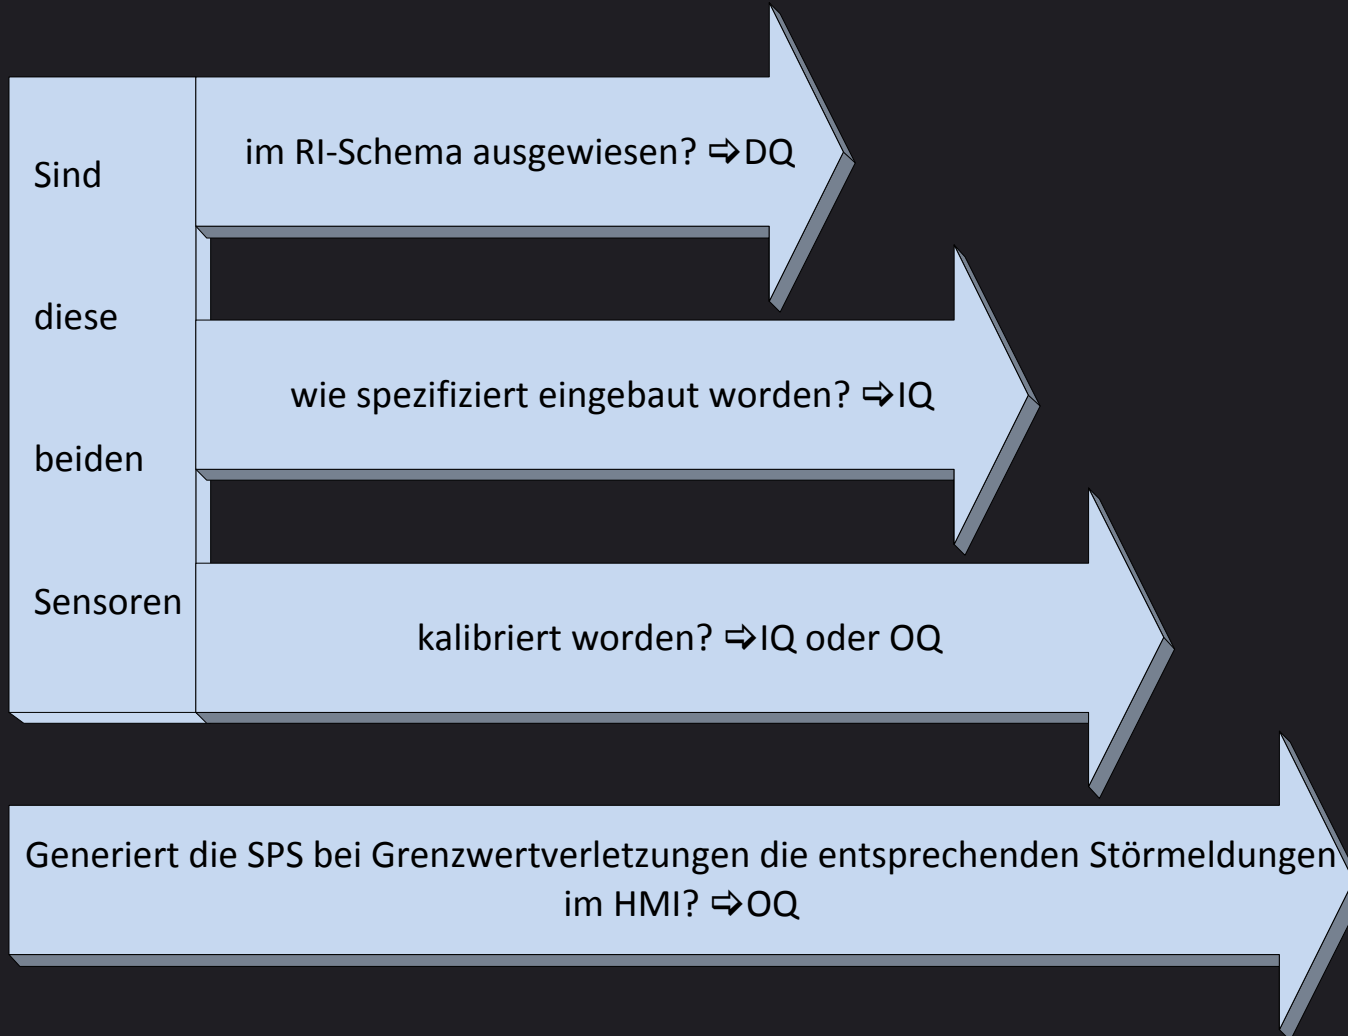 Sind
diese
beiden
Sensoren
im RI-Schema ausgewiesen? ⇨DQ
wie spezifiziert eingebaut worden? ⇨IQ
kalibriert worden? ⇨IQ oder OQ
Generiert die SPS bei Grenzwertverletzungen die entsprechenden Störmeldungen
im HMI? ⇨OQ